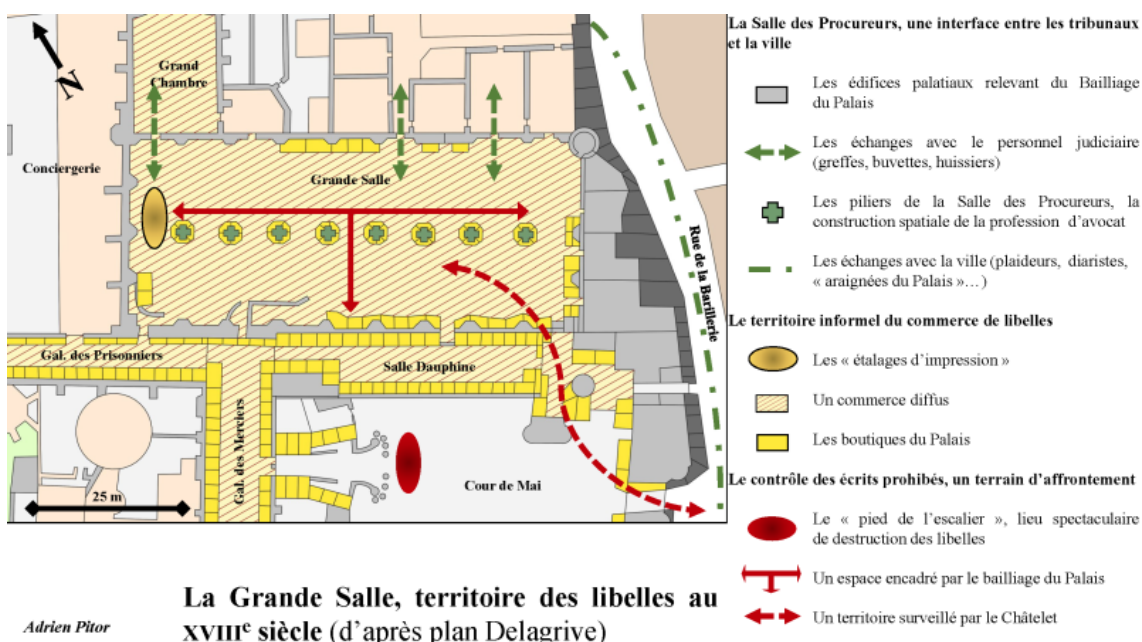 N
Grand
Chambre
Conciergerie
Grande Salle
Rue de la Barillerie
Gal. des Prisonniers
Salle Dauphine
Gal. des Merciers
Cour de Mai
25 m
La Salle des Procureurs, une interface entre les tribunaux
et la ville
Les édifices palatiaux relevant du Bailliage
du Palais
Les échanges avec le personnel judiciaire
(greffes, buvettes, huissiers)
Les piliers de la Salle des Procureurs, la
construction spatiale de la profession d'avocat
Les échanges avec la ville (plaideurs, diaristes,
« araignées du Palais »…)
Le territoire informel du commerce de libelles
Les « étalages d'impression »
Un commerce diffus
Les boutiques du Palais
Le contrôle des écrits prohibés, un terrain d'affrontement
Le « pied de l'escalier », lieu spectaculaire
de destruction des libelles
Un espace encadré par le bailliage du Palais
Un territoire surveillé par le Châtelet
La Grande Salle, territoire des libelles au
XVIIIe siècle (d'après plan Delagrive)
Adrien Pitor